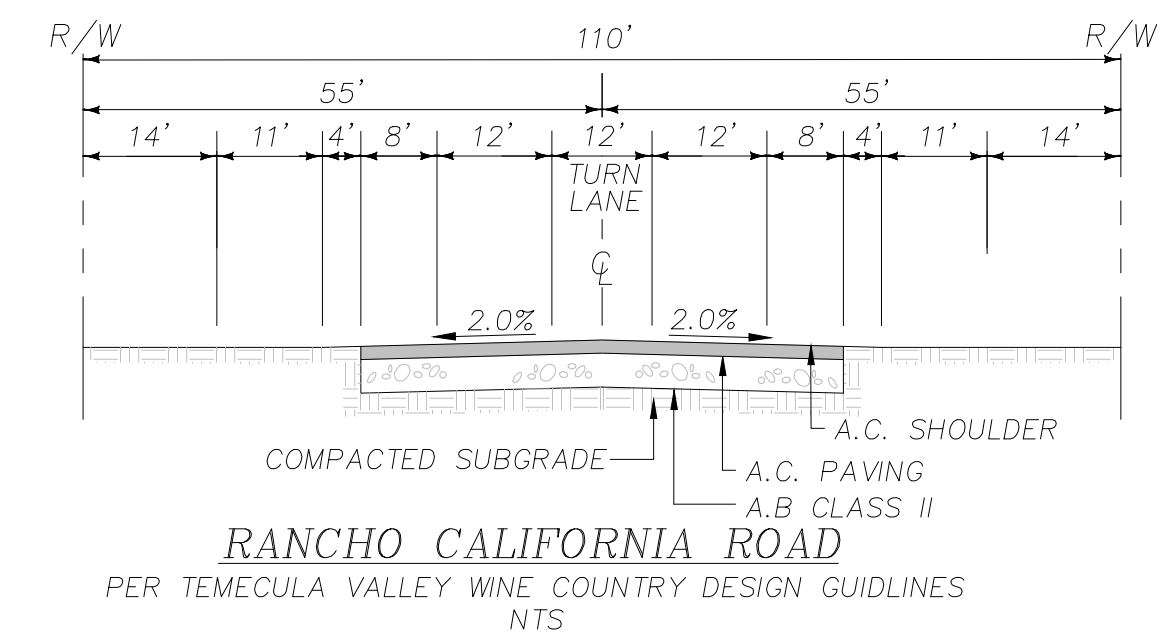 R/W 110' R/W
55' 55'
14' 11' 4' 8' 12' 12' 12' 8' 4' 11' 14'
TURN
LANE
℄
2.0% 2.0%
A.C. SHOULDER
COMPACTED SUBGRADE
A.C. PAVING
A.B CLASS II
RANCHO CALIFORNIA ROAD
PER TEMECULA VALLEY WINE COUNTRY DESIGN GUIDLINES
NTS